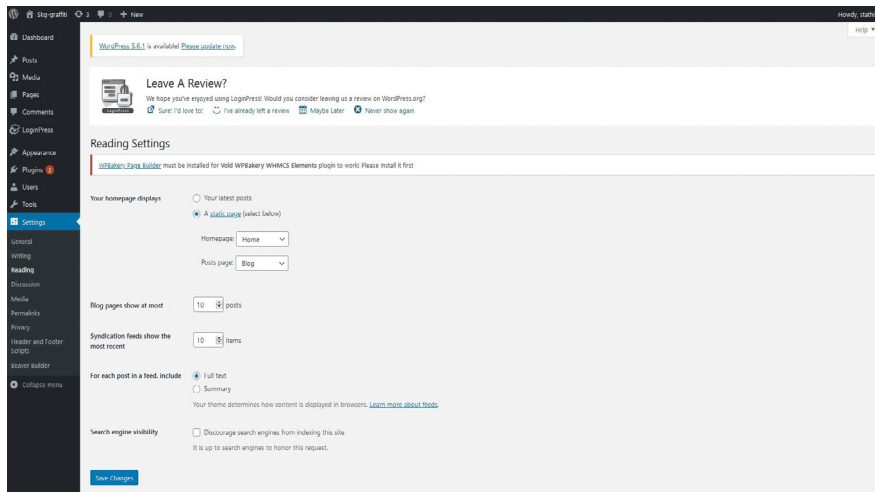 Skg-graffiti 3 0 + New
Howdy, stathi
Help
Dashboard
Posts
Media
Pages
Comments
LoginPress
Appearance
Plugins 2
Users
Tools
Settings
General
Writing
Reading
Discussion
Media
Permalinks
Privacy
Header and Footer
Scripts
Beaver Builder
Collapse menu
WordPress 5.6.1 is available! Please update now.
LoginPress
Leave A Review?
We hope you've enjoyed using LoginPress! Would you consider leaving us a review on WordPress.org?
Sure! I'd love to! I've already left a review Maybe Later Never show again
Reading Settings
WPBakery Page Builder must be installed for Vold WPBakery WHMCS Elements plugin to work! Please Install it first
Your homepage displays
Your latest posts
A static page (select below)
Homepage: Home
Posts page: Blog
Blog pages show at most 10 posts
Syndication feeds show the
most recent
10 items
For each post in a feed, include
Full text
Summary
Your theme determines how content is displayed in browsers. Learn more about feeds.
Search engine visibility
Discourage search engines from indexing this site
It is up to search engines to honor this request.
Save Changes